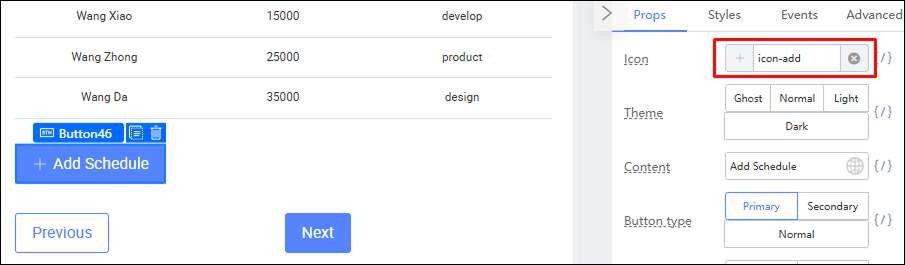 Wang Xiao 15000 develop
Wang Zhong 25000 product
Wang Da 35000 design
BTN Button46
+ Add Schedule
Previous Next
> Props Styles Events Advanced
Icon + icon-add {/}
Theme Ghost Normal Light {/}
Dark
Content Add Schedule {/}
Button type Primary Secondary {/}
Normal